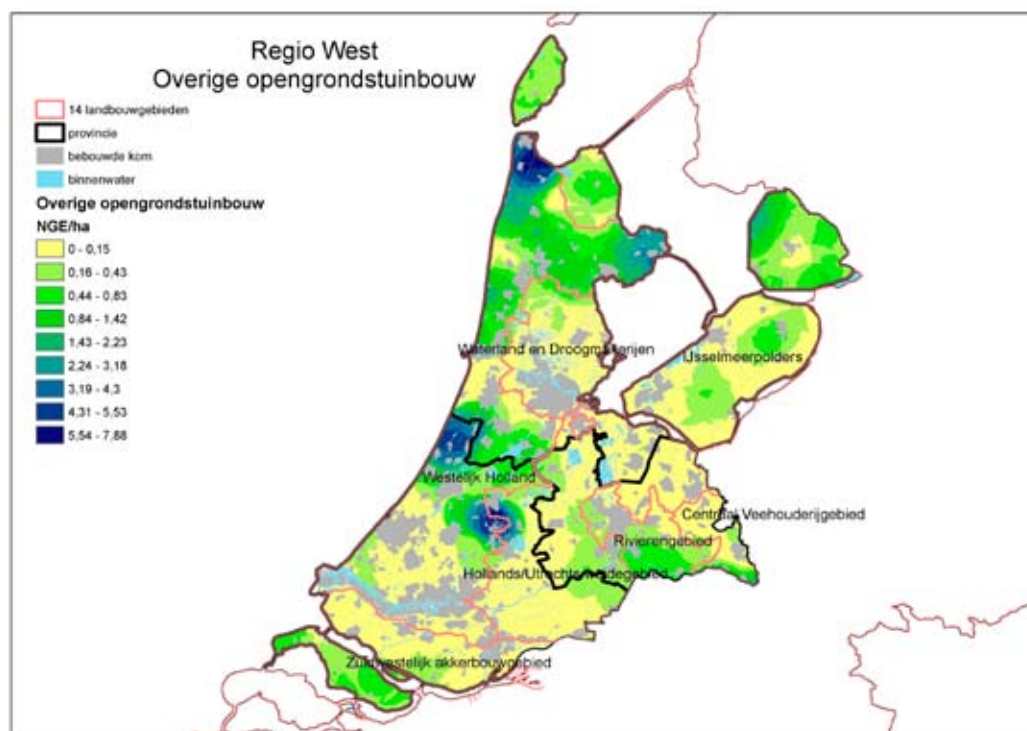 Regio West
Overige opengrondstuinbouw
14 landbouwgebieden
provincie
bebouwde kom
binnenwater
Overige opengrondstuinbouw
NGE/ha
0 - 0,15
0,16 - 0,43
0,44 - 0,83
0,84 - 1,42
1,43 - 2,23
2,24 - 3,18
3,19 - 4,3
4,31 - 5,53
5,54 - 7,88
Waterland en Droogmakerijen
IJsselmeerpolders
Westelijk Holland
Centraal Veehouderijgebied
Rivierengebied
Hollands/Utrechts weidegebied
Zuidwestelijk akkerbouwgebied